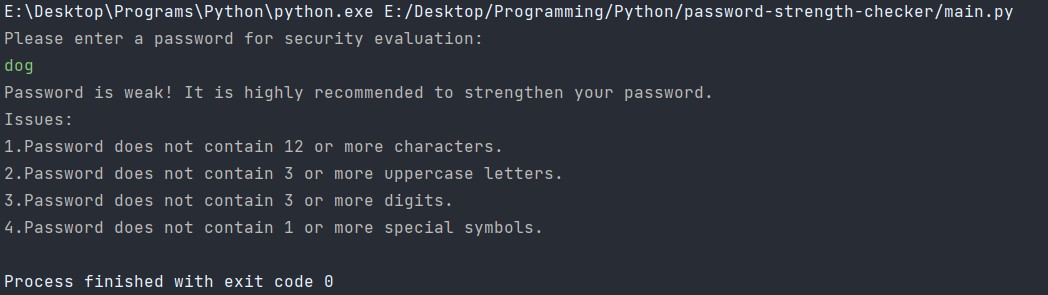 E:\Desktop\Programs\Python\python.exe E:/Desktop/Programming/Python/password-strength-checker/main.py
Please enter a password for security evaluation:
dog
Password is weak! It is highly recommended to strengthen your password.
Issues:
1.Password does not contain 12 or more characters.
2.Password does not contain 3 or more uppercase letters.
3.Password does not contain 3 or more digits.
4.Password does not contain 1 or more special symbols.
Process finished with exit code 0